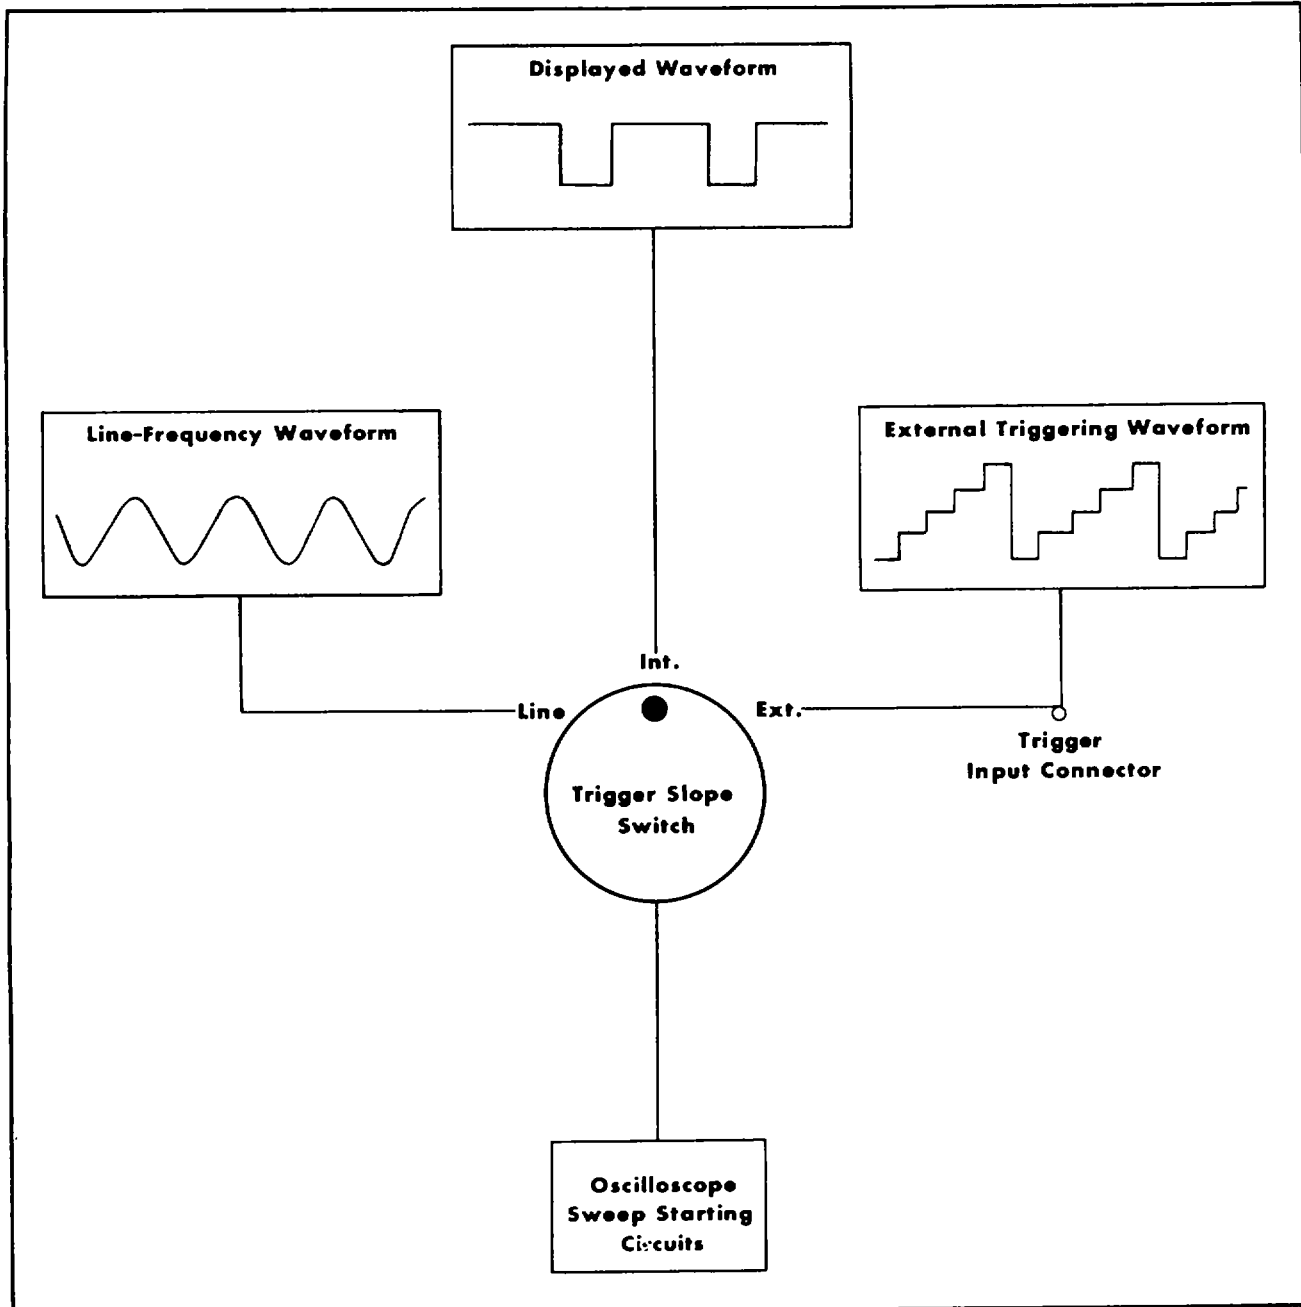 Displayed Waveform
Line-Frequency Waveform
External Triggering Waveform
Int.
Line
Ext.
Trigger
Input Connector
Trigger Slope
Switch
Oscilloscope
Sweep Starting
Circuits